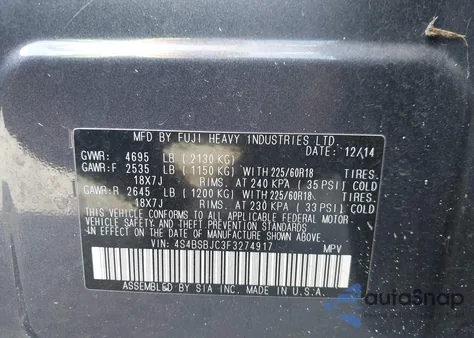 MFD BY FUJI HEAVY INDUSTRIES LTD.
DATE: 12/14
GVWR: 4695 LB (2130 KG)
GAWR:F 2535 LB (1150 KG) WITH 225/60R18 TIRES.
18X7J RIMS. AT 240 KPA (35 PSI) COLD
GAWR:R 2645 LB (1200 KG) WITH 225/60R18 TIRES.
18X7J RIMS. AT 230 KPA (33 PSI) COLD
THIS VEHICLE CONFORMS TO ALL APPLICABLE FEDERAL MOTOR
VEHICLE SAFETY AND THEFT PREVENTION STANDARDS IN EFFECT
ON THE DATE OF MANUFACTURE SHOWN ABOVE.
VIN: 4S4BSBJC3F3274917 MPV
ASSEMBLED BY SIA INC. MADE IN U.S.A.
autoSnap